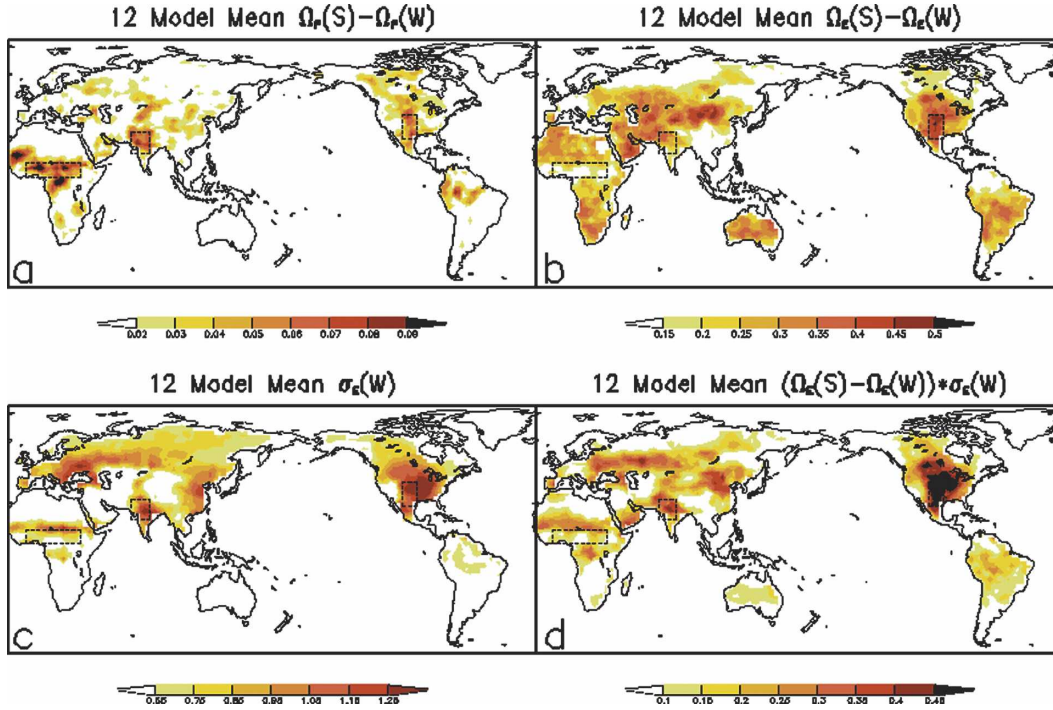 12 Model Mean Ω_P(S)−Ω_P(W)
12 Model Mean Ω_E(S)−Ω_E(W)
a
b
0.02 0.03 0.04 0.05 0.06 0.07 0.08 0.09
0.15 0.2 0.25 0.3 0.35 0.4 0.45 0.5
12 Model Mean σ_E(W)
12 Model Mean (Ω_E(S)−Ω_E(W))*σ_E(W)
c
d
0.1 0.15 0.2 0.25 0.3 0.35 0.4 0.45